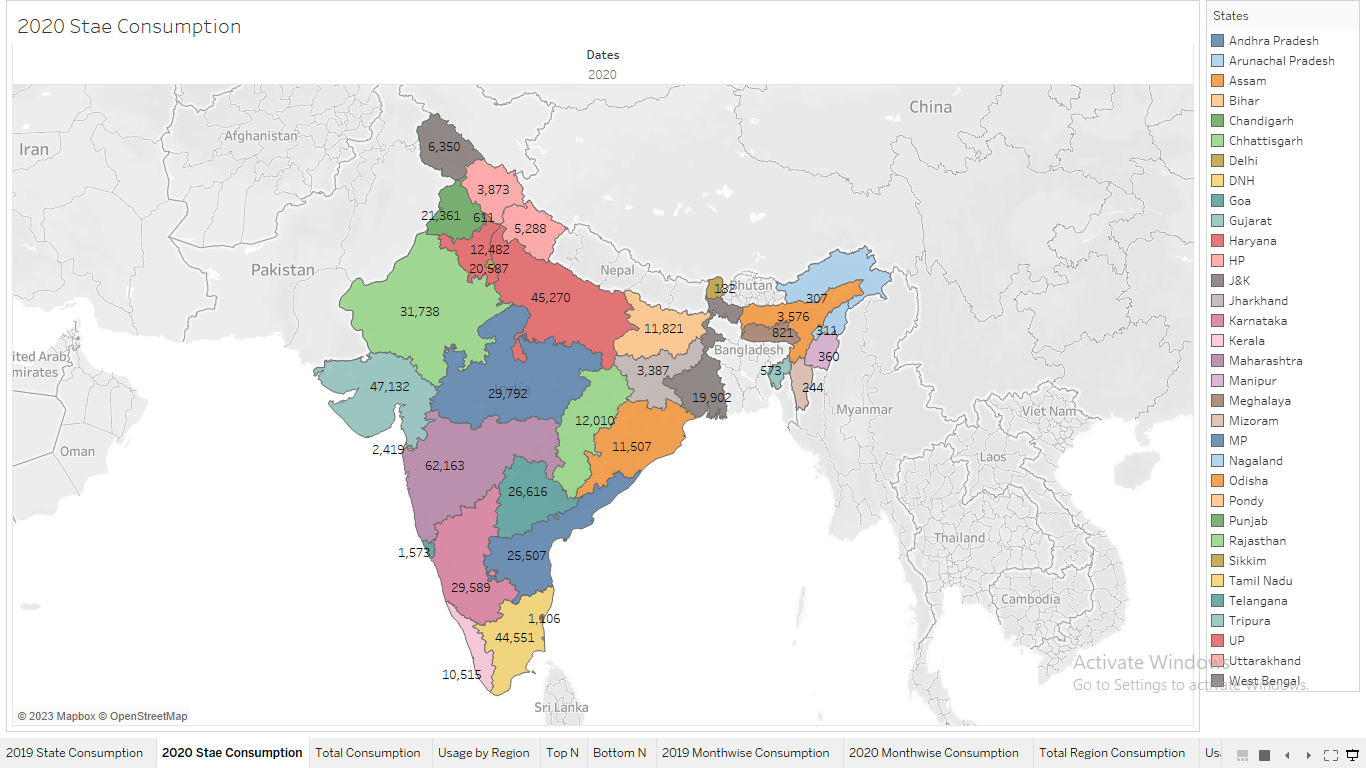 2020 Stae Consumption
Dates
2020
China
Afghanistan
Iran
6,350
3,873
21,361
611
5,288
12,482
20,587
Pakistan
Nepal
45,270
132
Bhutan
307
31,738
11,821
3,576
311
821
Bangladesh
360
ited Arab
mirates
573
3,387
47,132
244
India
29,792
19,902
Myanmar
Viet Nam
12,010
2,419
Oman
11,507
62,163
Laos
26,616
Thailand
1,573
25,507
29,589
Cambodia
1,106
44,551
10,515
Sri Lanka
© 2023 Mapbox © OpenStreetMap
States
Andhra Pradesh
Arunachal Pradesh
Assam
Bihar
Chandigarh
Chhattisgarh
Delhi
DNH
Goa
Gujarat
Haryana
HP
J&K
Jharkhand
Karnataka
Kerala
Maharashtra
Manipur
Meghalaya
Mizoram
MP
Nagaland
Odisha
Pondy
Punjab
Rajasthan
Sikkim
Tamil Nadu
Telangana
Tripura
UP
Uttarakhand
West Bengal
Activate Windows
Go to Settings to activate Windows.
2019 State Consumption 2020 Stae Consumption Total Consumption Usage by Region Top N Bottom N 2019 Monthwise Consumption 2020 Monthwise Consumption Total Region Consumption Us